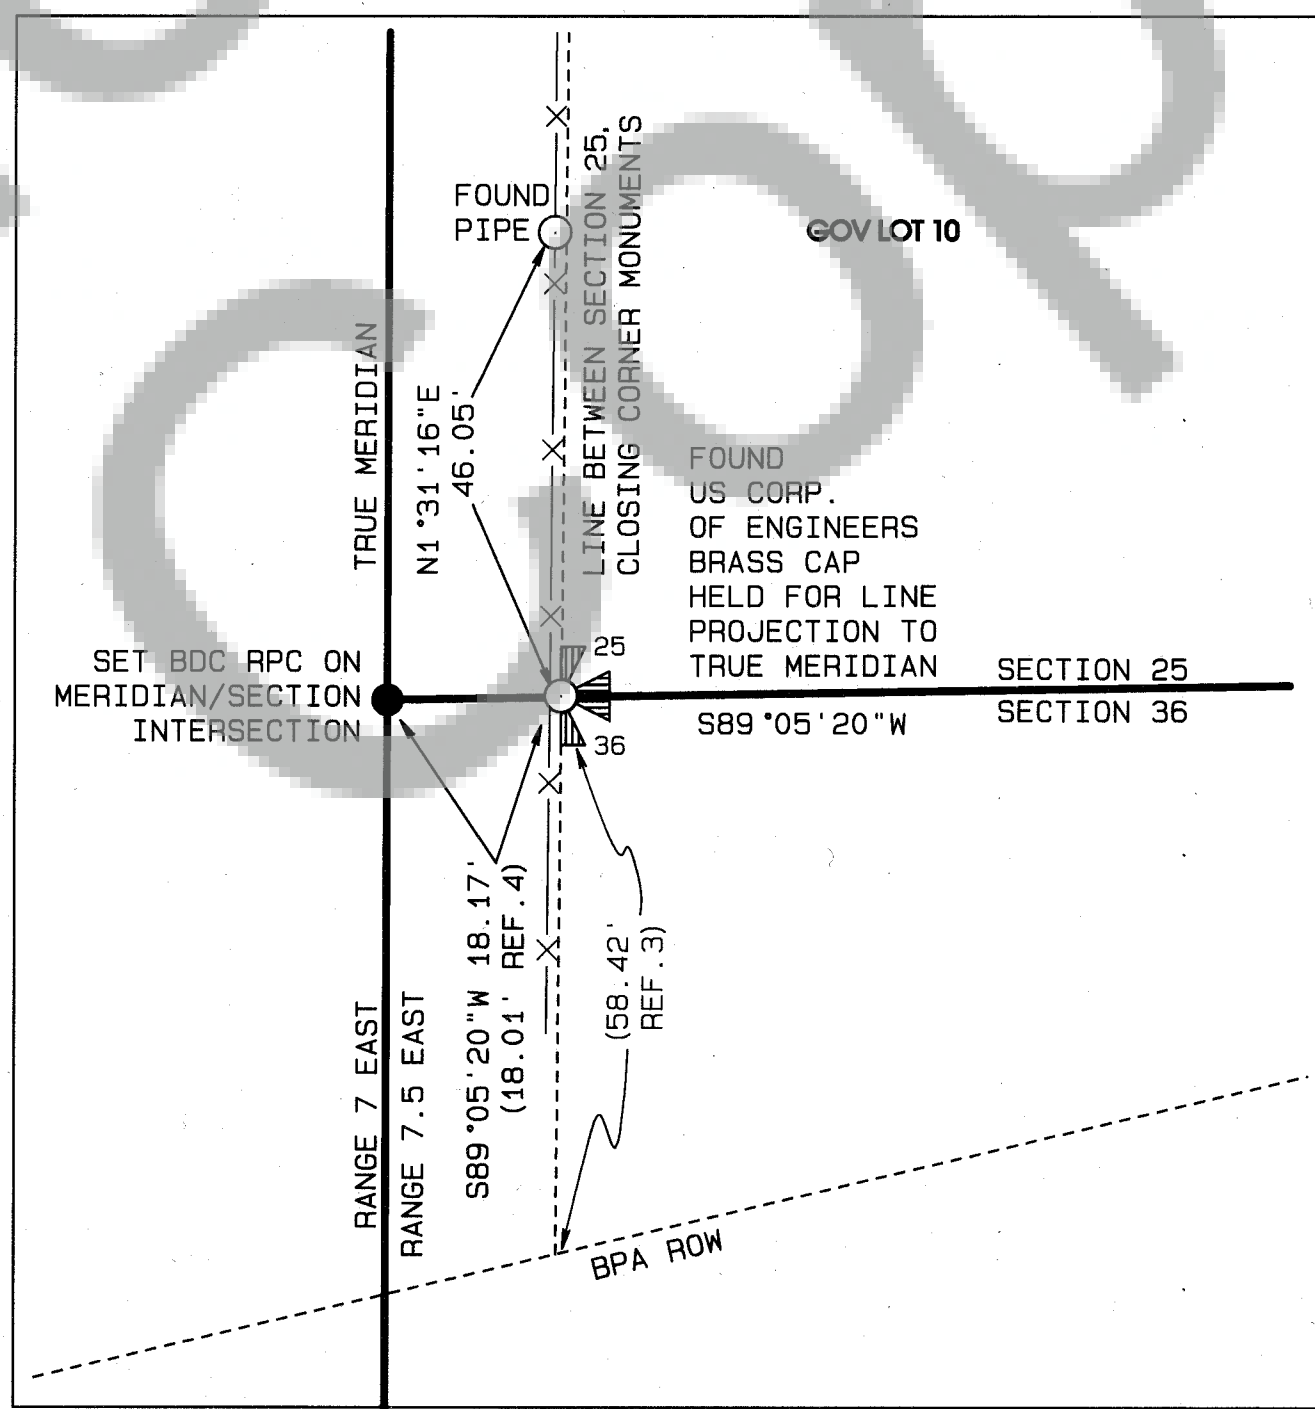 FOUND
PIPE
LINE BETWEEN SECTION 25,
CLOSING CORNER MONUMENTS
GOV LOT 10
TRUE MERIDIAN
N1°31'16"E
46.05'
FOUND
US CORP.
OF ENGINEERS
BRASS CAP
HELD FOR LINE
PROJECTION TO
TRUE MERIDIAN
SET BDC RPC ON
MERIDIAN/SECTION
INTERSECTION
25
36
SECTION 25
SECTION 36
S89°05'20"W
S89°05'20"W 18.17'
(18.01' REF.4)
(58.42'
REF.3)
RANGE 7 EAST
RANGE 7.5 EAST
BPA ROW